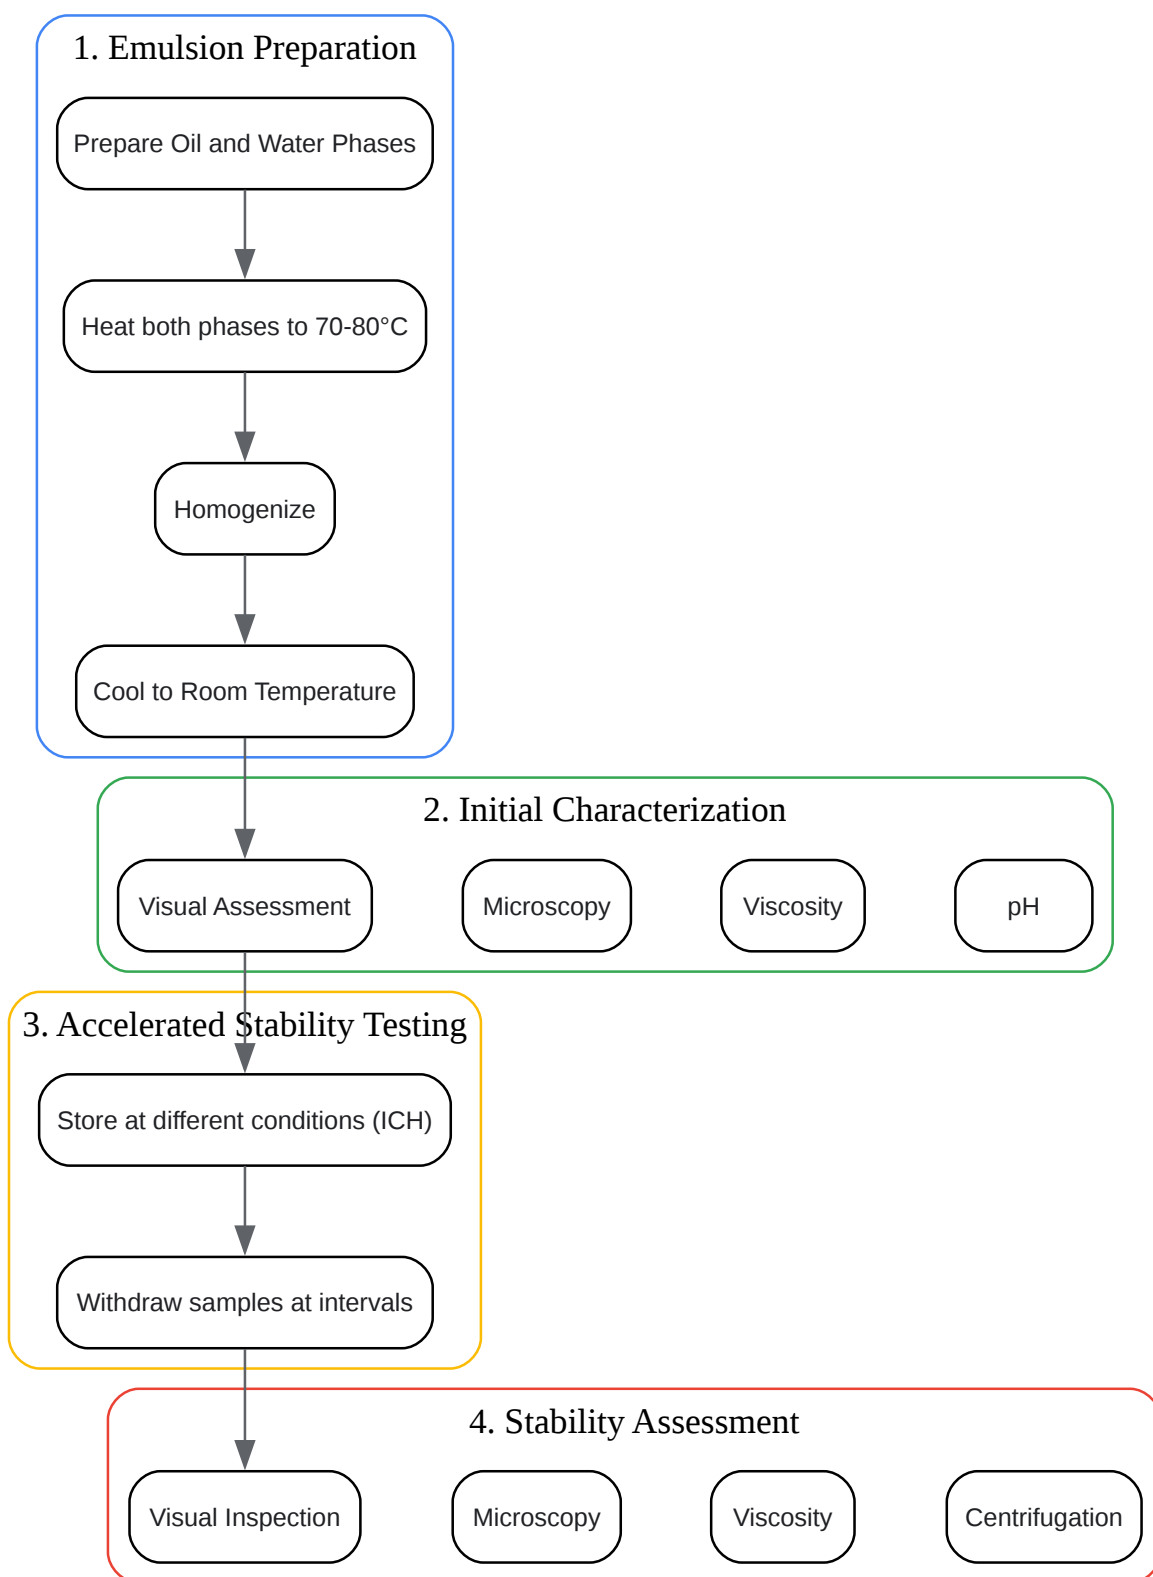 1. Emulsion Preparation
Prepare Oil and Water Phases
Heat both phases to 70-80°C
Homogenize
Cool to Room Temperature
2. Initial Characterization
Visual Assessment
Microscopy
Viscosity
pH
3. Accelerated Stability Testing
Store at different conditions (ICH)
Withdraw samples at intervals
4. Stability Assessment
Visual Inspection
Microscopy
Viscosity
Centrifugation